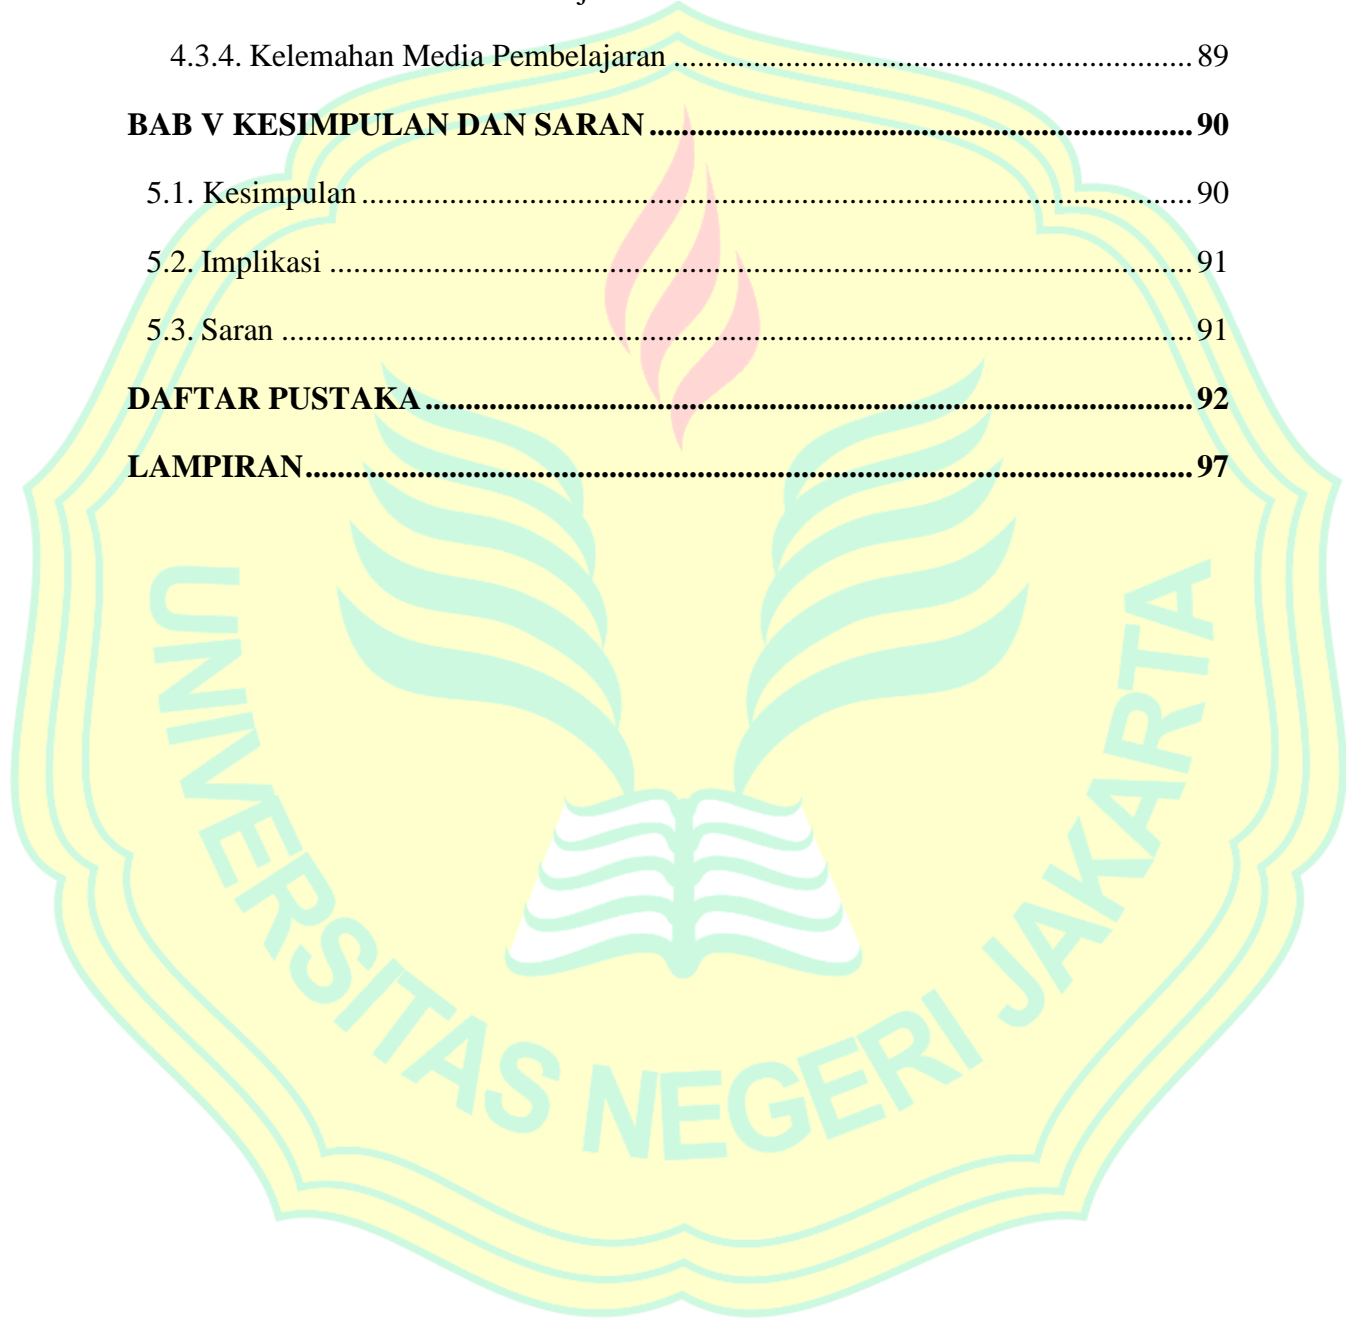 4.3.4. Kelemahan Media Pembelajaran ................................................................. 89
BAB V KESIMPULAN DAN SARAN .................................................................... 90
5.1. Kesimpulan ........................................................................................................ 90
5.2. Implikasi ............................................................................................................ 91
5.3. Saran .................................................................................................................. 91
DAFTAR PUSTAKA ................................................................................................ 92
LAMPIRAN............................................................................................................... 97
UNIVERSITAS NEGERI JAKARTA